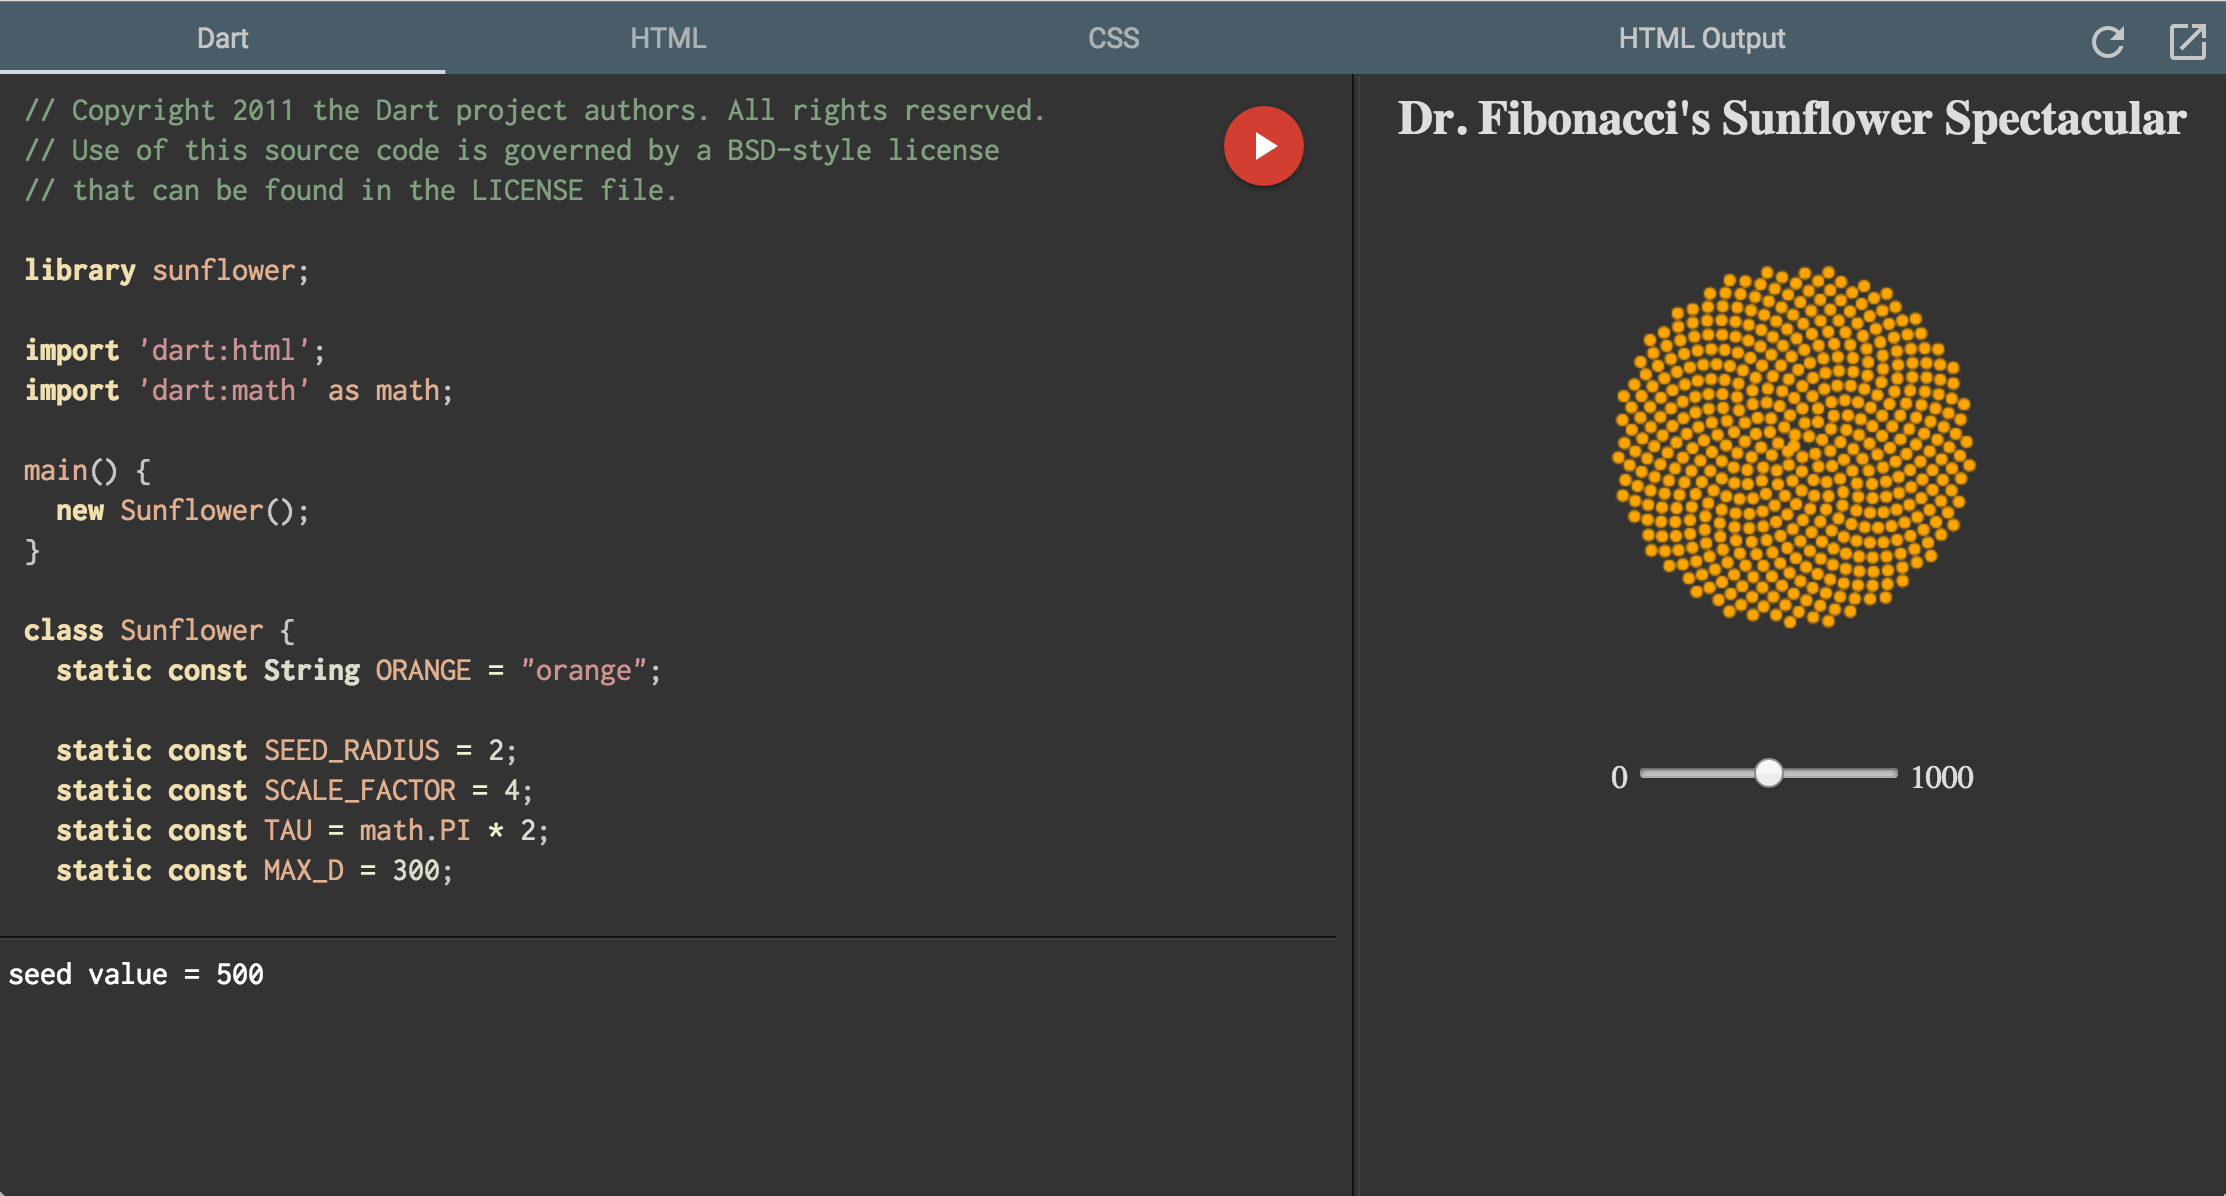 Dart HTML CSS HTML Output
// Copyright 2011 the Dart project authors. All rights reserved.
// Use of this source code is governed by a BSD-style license
// that can be found in the LICENSE file.
library sunflower;
import 'dart:html';
import 'dart:math' as math;
main() {
  new Sunflower();
}
class Sunflower {
  static const String ORANGE = "orange";
  static const SEED_RADIUS = 2;
  static const SCALE_FACTOR = 4;
  static const TAU = math.PI * 2;
  static const MAX_D = 300;
seed value = 500
Dr. Fibonacci's Sunflower Spectacular
0 1000